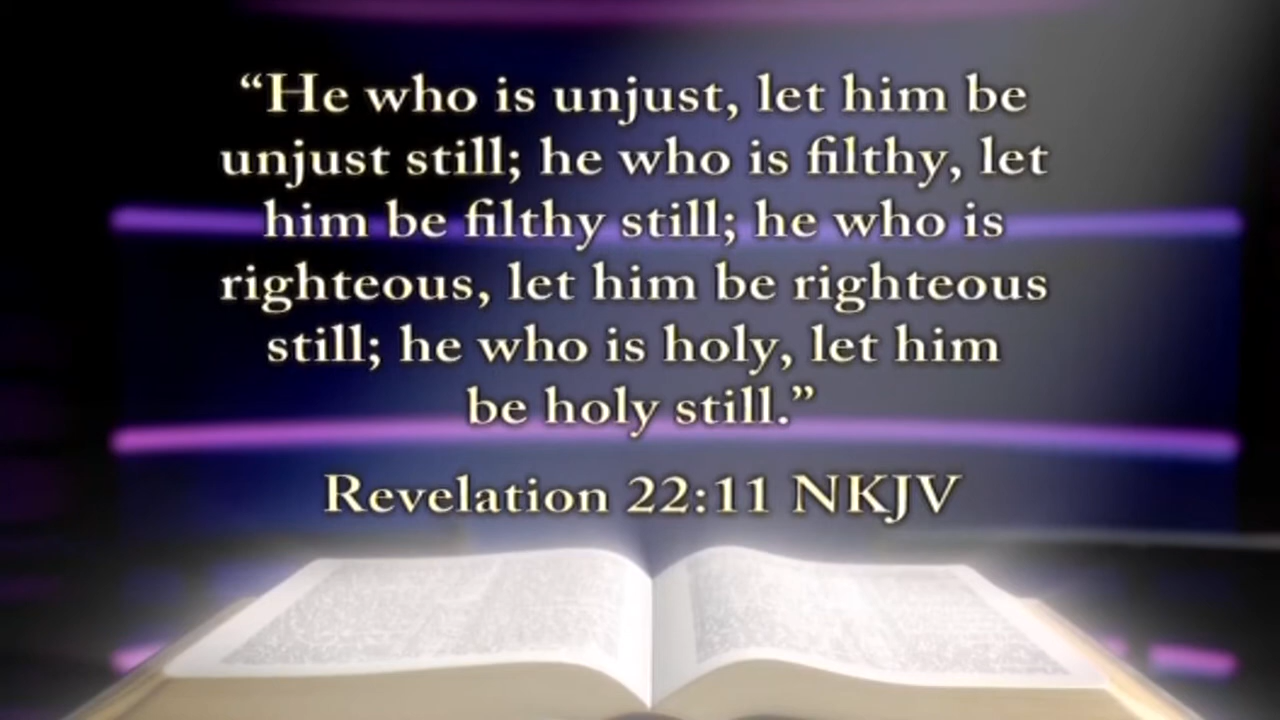 “He who is unjust, let him be
unjust still; he who is filthy, let
him be filthy still; he who is
righteous, let him be righteous
still; he who is holy, let him
be holy still.”
Revelation 22:11 NKJV